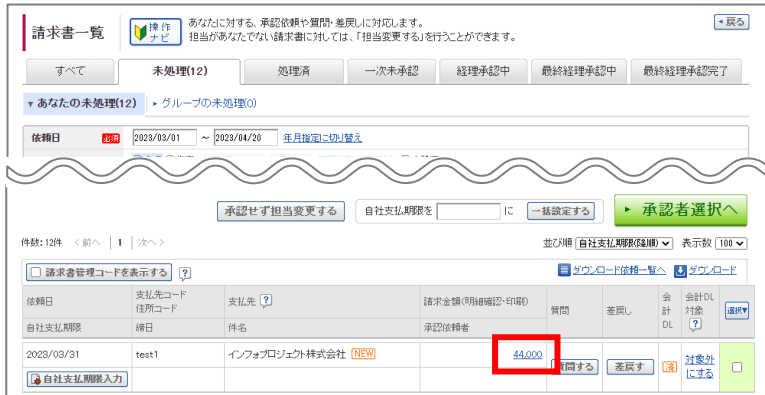 請求書一覧
操作
ナビ
あなたに対する、承認依頼や質問・差戻しに対応します。
担当があなたでない請求書に対しては、「担当変更する」を行うことができます。
戻る
すべて
未処理(12)
処理済
一次未承認
経理承認中
最終経理承認中
最終経理承認完了
▼あなたの未処理(12)
▸グループの未処理(0)
依頼日
必須
2023/03/01 ～ 2023/04/20 年月指定に切り替え
承認せず担当変更する
自社支払期限を に 一括設定する
承認者選択へ
件数: 12件 〈前へ | 1 | 次へ〉
並び順 自社支払期限(降順) 表示数 100
請求書管理コードを表示する ?
ダウンロード依頼一覧へ ダウンロード
依頼日
支払先コード
住所コード
支払先 ?
請求金額(明細確認・印刷)
質問
差戻し
会計DL
会計DL対象 ?
選択▼
自社支払期限
締日
件名
承認依頼者
2023/03/31
test1
インフォプロジェクト株式会社 NEW
44,000
質問する
差戻す
済
対象外にする
自社支払期限入力